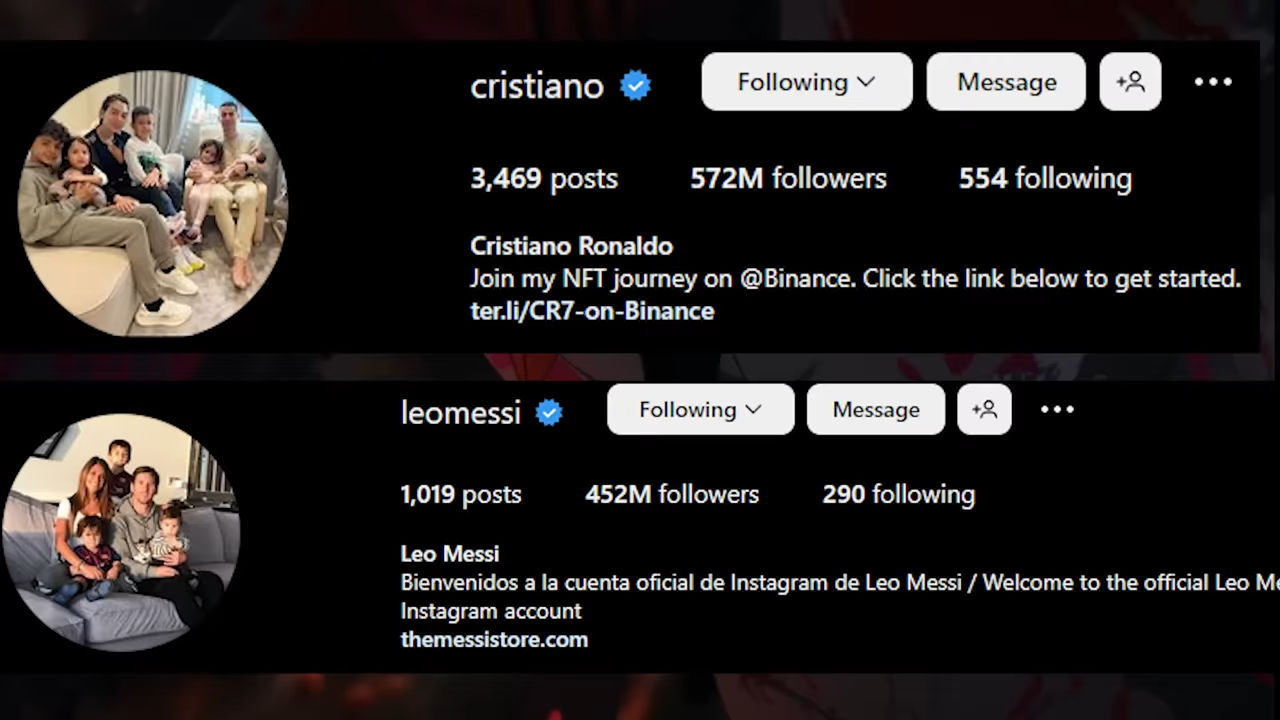 cristiano
Following
Message
3,469 posts
572M followers
554 following
Cristiano Ronaldo
Join my NFT journey on @Binance. Click the link below to get started.
ter.li/CR7-on-Binance
leomessi
Following
Message
1,019 posts
452M followers
290 following
Leo Messi
Bienvenidos a la cuenta oficial de Instagram de Leo Messi / Welcome to the official Leo Me
Instagram account
themessistore.com